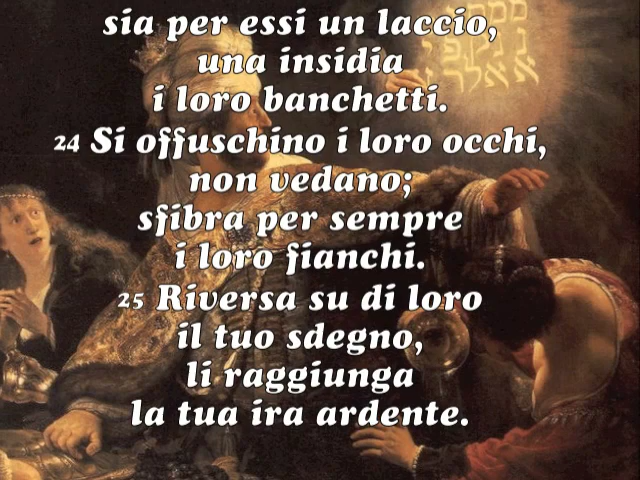 sia per essi un laccio,
una insidia
i loro banchetti.
24 Si offuschino i loro occhi,
non vedano;
sfibra per sempre
i loro fianchi.
25 Riversa su di loro
il tuo sdegno,
li raggiunga
la tua ira ardente.